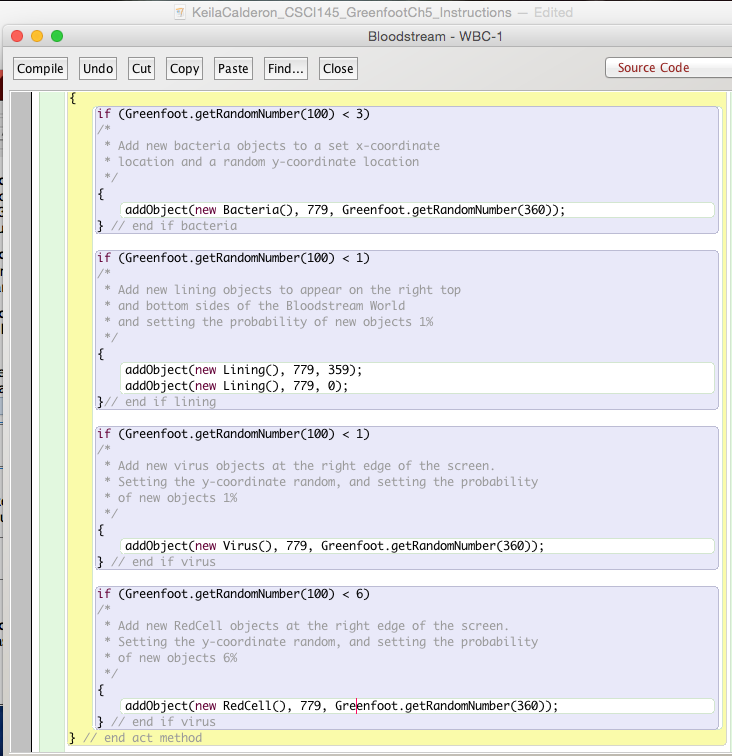 KeilaCalderon_CSCI145_GreenfootCh5_Instructions — Edited
Bloodstream - WBC-1
Compile Undo Cut Copy Paste Find... Close Source Code
{
if (Greenfoot.getRandomNumber(100) < 3)
/*
* Add new bacteria objects to a set x-coordinate
* location and a random y-coordinate location
*/
{
addObject(new Bacteria(), 779, Greenfoot.getRandomNumber(360));
} // end if bacteria
if (Greenfoot.getRandomNumber(100) < 1)
/*
* Add new lining objects to appear on the right top
* and bottom sides of the Bloodstream World
* and setting the probability of new objects 1%
*/
{
addObject(new Lining(), 779, 359);
addObject(new Lining(), 779, 0);
}// end if lining
if (Greenfoot.getRandomNumber(100) < 1)
/*
* Add new virus objects at the right edge of the screen.
* Setting the y-coordinate random, and setting the probability
* of new objects 1%
*/
{
addObject(new Virus(), 779, Greenfoot.getRandomNumber(360));
} // end if virus
if (Greenfoot.getRandomNumber(100) < 6)
/*
* Add new RedCell objects at the right edge of the screen.
* Setting the y-coordinate random, and setting the probability
* of new objects 6%
*/
{
addObject(new RedCell(), 779, Greenfoot.getRandomNumber(360));
} // end if virus
} // end act method